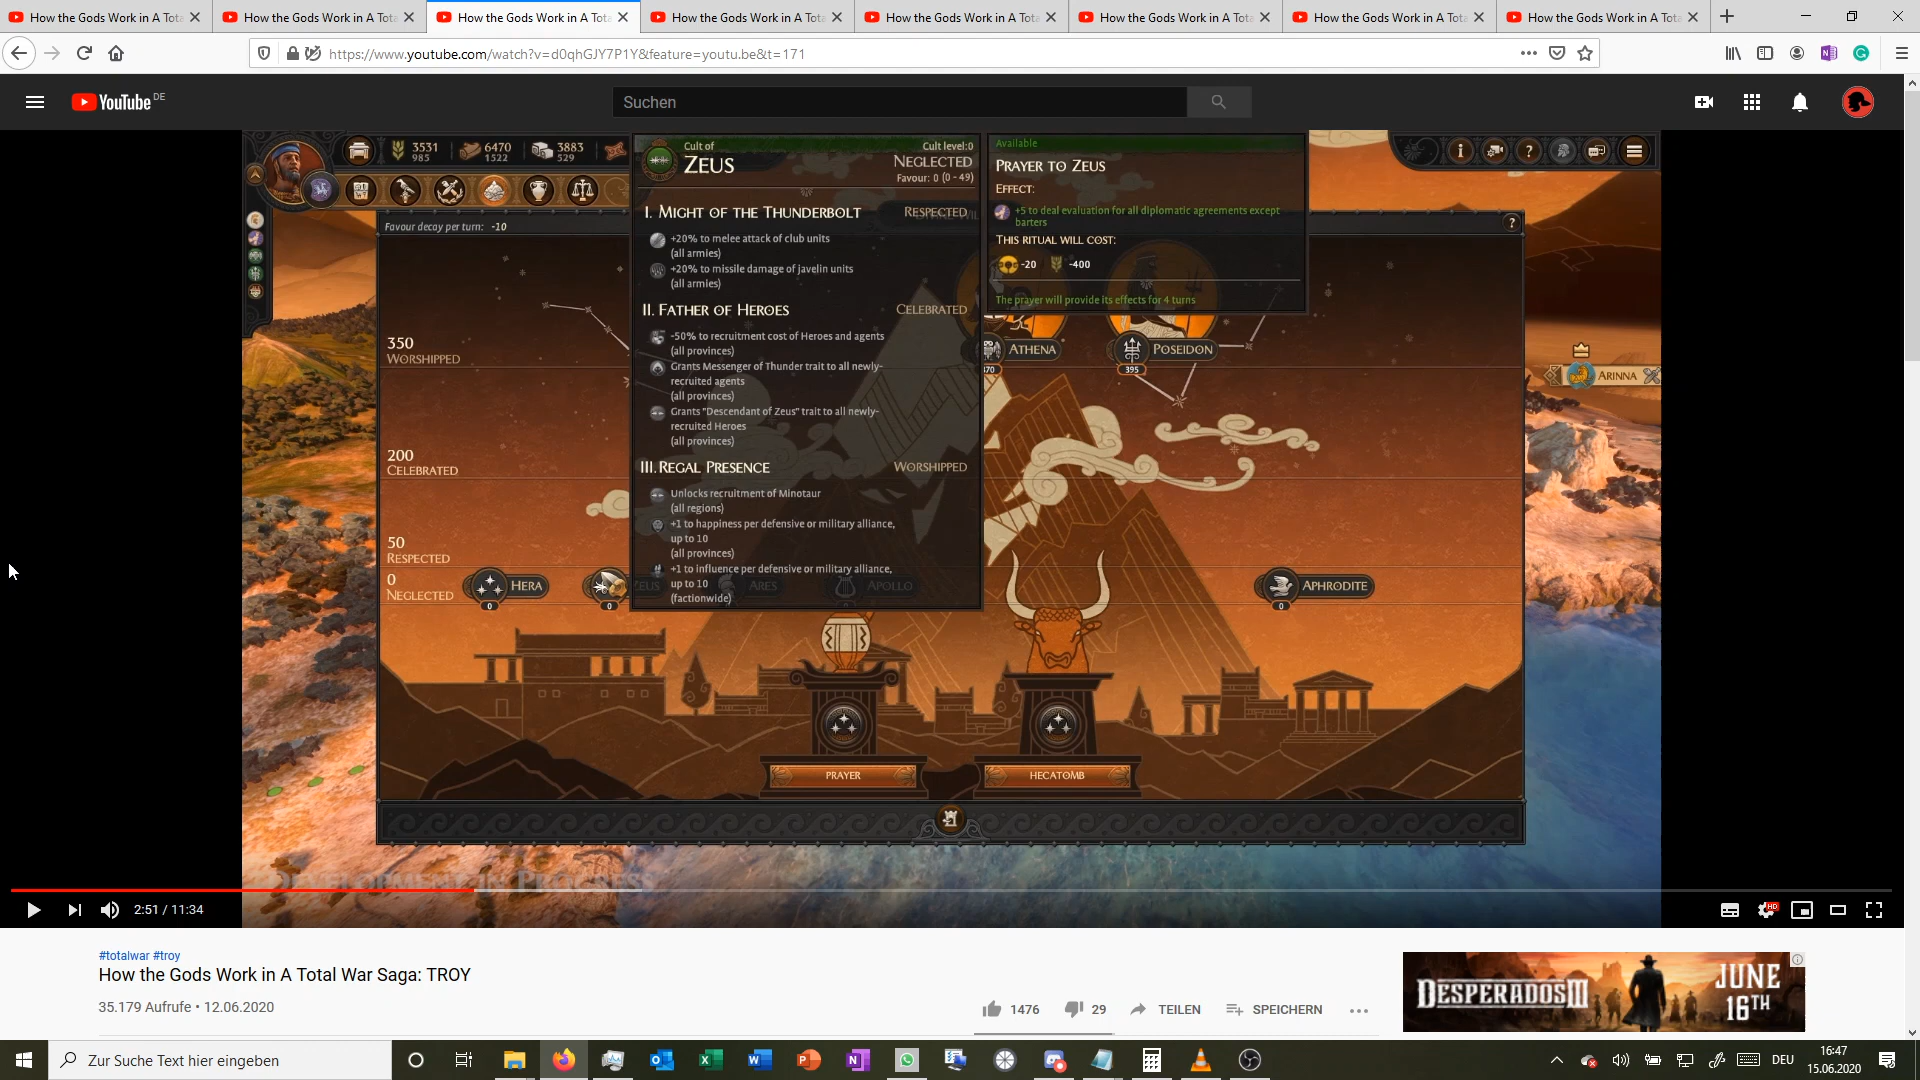 How the Gods Work in A Tota
How the Gods Work in A Tota
How the Gods Work in A Tota
How the Gods Work in A Tota
How the Gods Work in A Tota
How the Gods Work in A Tota
How the Gods Work in A Tota
How the Gods Work in A Tota
https://www.youtube.com/watch?v=d0qhGJY7P1Y&feature=youtu.be&t=171
YouTube DE
Suchen
3531 985
6470 1522
3883 529
Favour decay per turn: -10
Cult of
ZEUS
Cult level:0
NEGLECTED
Favour: 0 (0 - 49)
I. MIGHT OF THE THUNDERBOLT RESPECTED
+20% to melee attack of club units
(all armies)
+20% to missile damage of javelin units
(all armies)
II. FATHER OF HEROES CELEBRATED
-50% to recruitment cost of Heroes and agents
(all provinces)
Grants Messenger of Thunder trait to all newly-
recruited agents
(all provinces)
Grants "Descendant of Zeus" trait to all newly-
recruited Heroes
(all provinces)
III. REGAL PRESENCE WORSHIPPED
Unlocks recruitment of Minotaur
(all regions)
+1 to happiness per defensive or military alliance,
up to 10
(all provinces)
+1 to influence per defensive or military alliance,
up to 10
(factionwide)
Available
PRAYER TO ZEUS
EFFECT:
+5 to deal evaluation for all diplomatic agreements except
barters
THIS RITUAL WILL COST:
-20 -400
The prayer will provide its effects for 4 turns
350
WORSHIPPED
200
CELEBRATED
50
RESPECTED
0
NEGLECTED
ATHENA
370
POSEIDON
395
ARINNA
HERA
0
ZEUS
0
ARES
APOLLO
APHRODITE
0
PRAYER
HECATOMB
DEVELOPMENT IN PROGRESS
2:51 / 11:34
HD
#totalwar #troy
How the Gods Work in A Total War Saga: TROY
35.179 Aufrufe • 12.06.2020
1476
29
TEILEN
SPEICHERN
DESPERADOS III
JUNE
16TH
Zur Suche Text hier eingeben
DEU
16:47
15.06.2020